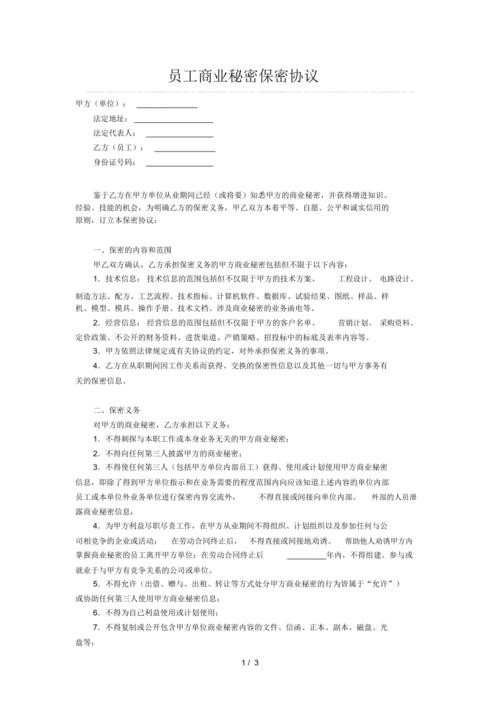 员工商业秘密保密协议
甲方（单位）：
法定地址：
法定代表人：
乙方（员工）：
身份证号码：
鉴于乙方在甲方单位从业期间已经（或将要）知悉甲方的商业秘密，并获得增进知识、
经验、技能的机会，为明确乙方的保密义务，甲乙双方本着平等、自愿、公平和诚实信用的
原则，订立本保密协议：
一、保密的内容和范围
甲乙双方确认，乙方承担保密义务的甲方商业秘密包括但不限于以下内容：
1．技术信息：技术信息的范围包括但不仅限于甲方的技术方案、 工程设计、 电路设计、
制造方法、配方、工艺流程、技术指标、计算机软件、数据库、试验结果、图纸、样品、样
机、模型、模具、操作手册、技术文档、涉及商业秘密的业务函电等。
2．经营信息：经营信息的范围包括但不仅限于甲方的客户名单、 营销计划、 采购资料、
定价政策、不公开的财务资料、进货渠道、产销策略、招投标中的标底及表率内容等。
3．甲方依照法律规定或有关协议的约定，对外承担保密义务的事项。
4．乙方在从职期间因工作关系而获得、交换的保密性信息以及其他一切与甲方事务有
关的保密信息。
二、保密义务
对甲方的商业秘密，乙方承担以下义务：
1．不得刺探与本职工作或本身业务无关的甲方商业秘密；
2．不得向任何第三人披露甲方的商业秘密；
3．不得使任何第三人（包括甲方单位内部员工）获得、使用或计划使用甲方商业秘密
信息，即除了得到甲方单位指示和在业务需要的程度范围内向应该知道上述内容的单位内部
员工或本单位外业务单位进行保密内容交流外， 不得直接或间接向单位内部、 外部的人员泄
露商业秘密信息；
4．为甲方利益尽职尽责工作，在甲方从业期间不得组织、计划组织以及参加任何与公
司相竞争的企业或活动； 在劳动合同终止后， 不得直接或间接地劝诱、 帮助他人劝诱甲方内
掌握商业秘密的员工离开甲方单位；在劳动合同终止后 年内，不得组建、参与或
就业于与甲方有竞争关系的公司或单位。
5．不得允许（出借、赠与、出租、转让等方式处分甲方商业秘密的行为皆属于“允许”）
或协助任何第三人使用甲方商业秘密信息；
6．不得为自己利益使用或计划使用；
7．不得复制或公开包含甲方单位商业秘密内容的文件、信函、正本、副本、磁盘、光
盘等；
1 / 3